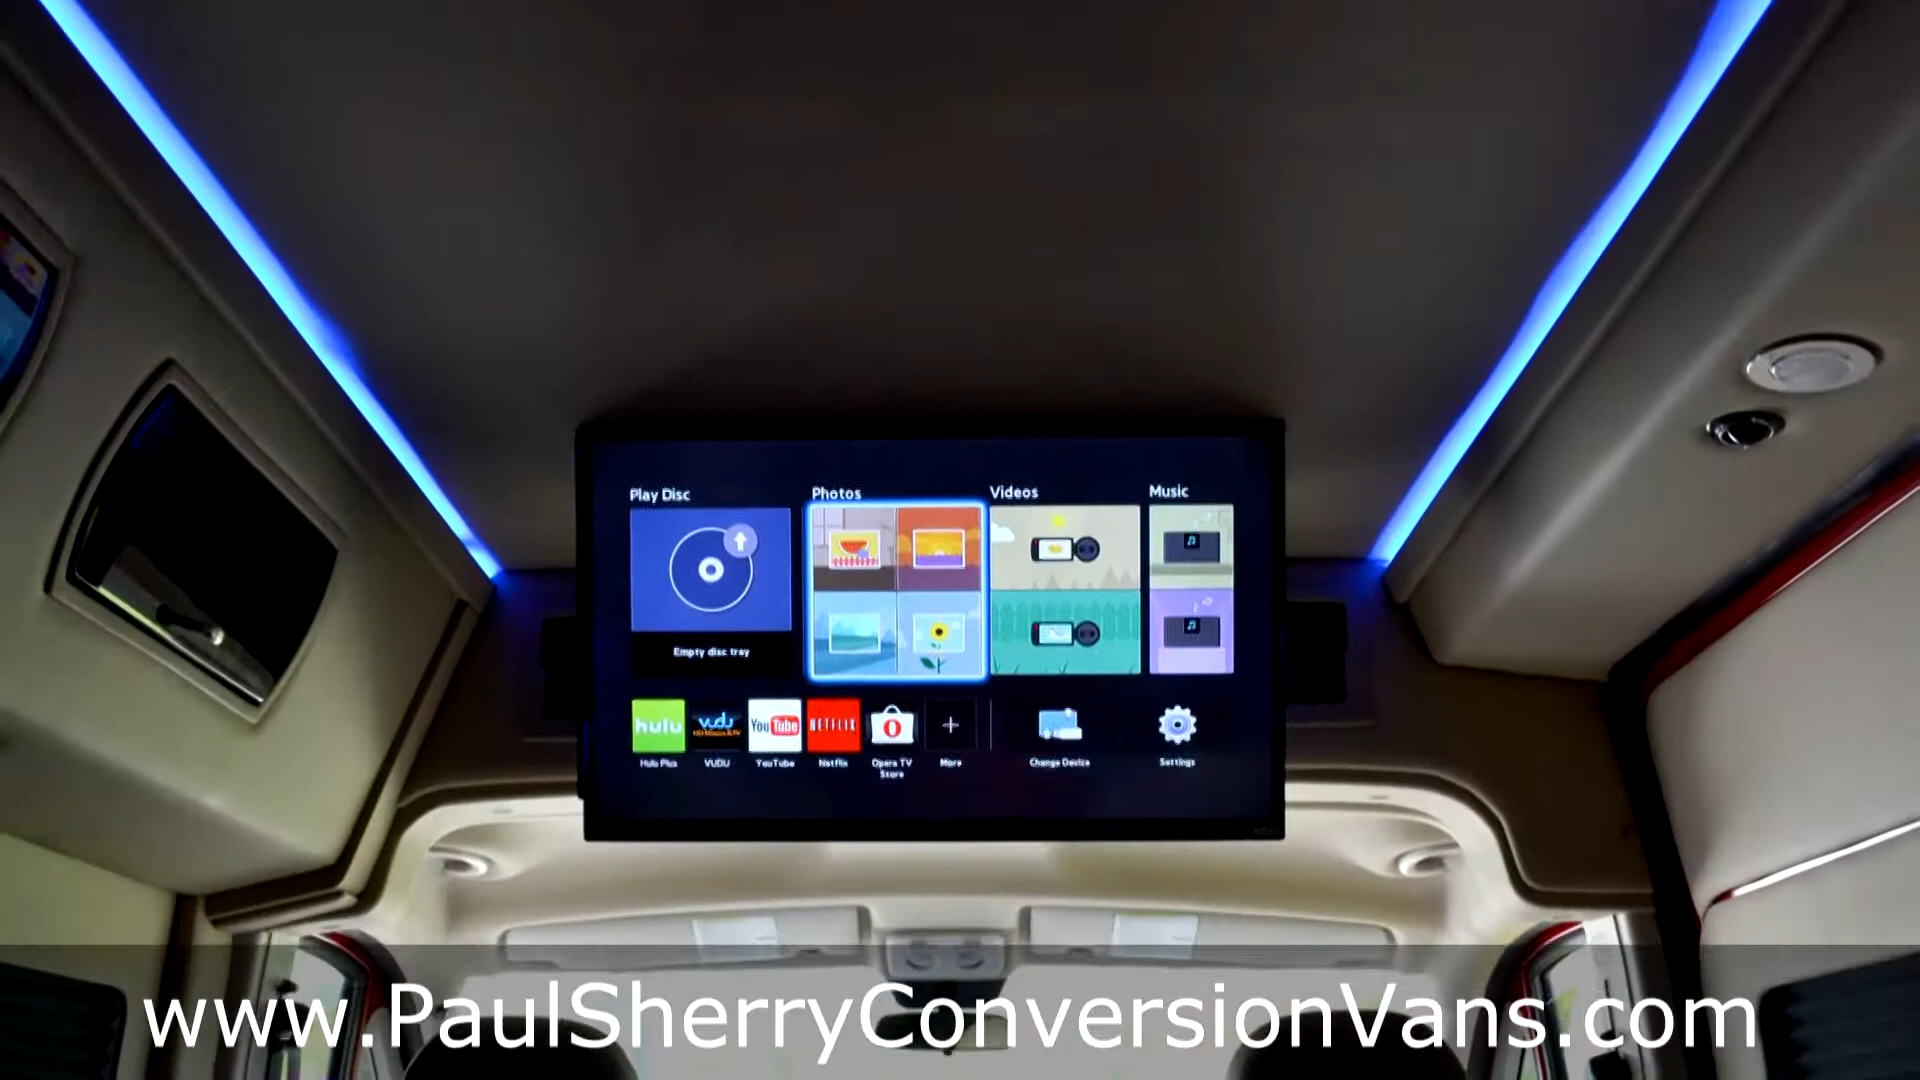 Play Disc
Photos
Videos
Music
Empty disc tray
hulu
vudu
YouTube
NETFLIX
Hulu Plus
VUDU
YouTube
Netflix
Opera TV
Store
More
Change Device
Settings
www.PaulSherryConversionVans.com